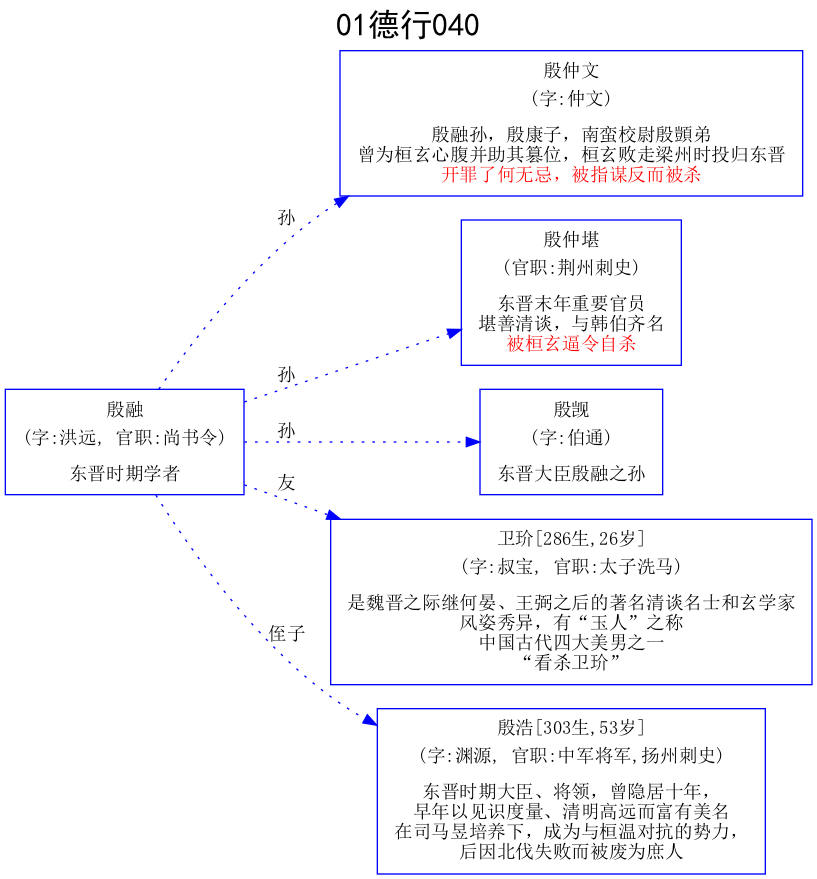 01德行040
殷仲文
(字:仲文)
殷融孙，殷康子，南蛮校尉殷顗弟
曾为桓玄心腹并助其篡位，桓玄败走梁州时投归东晋
开罪了何无忌，被指谋反而被杀
孙
殷仲堪
(官职:荆州刺史)
东晋末年重要官员
堪善清谈，与韩伯齐名
被桓玄逼令自杀
孙
殷融
(字:洪远, 官职:尚书令)
东晋时期学者
殷觊
(字:伯通)
东晋大臣殷融之孙
孙
友
卫玠[286生,26岁]
(字:叔宝, 官职:太子洗马)
是魏晋之际继何晏、王弼之后的著名清谈名士和玄学家
风姿秀异，有“玉人”之称
中国古代四大美男之一
“看杀卫玠”
侄子
殷浩[303生,53岁]
(字:渊源, 官职:中军将军,扬州刺史)
东晋时期大臣、将领，曾隐居十年，
早年以见识度量、清明高远而富有美名
在司马昱培养下，成为与桓温对抗的势力，
后因北伐失败而被废为庶人